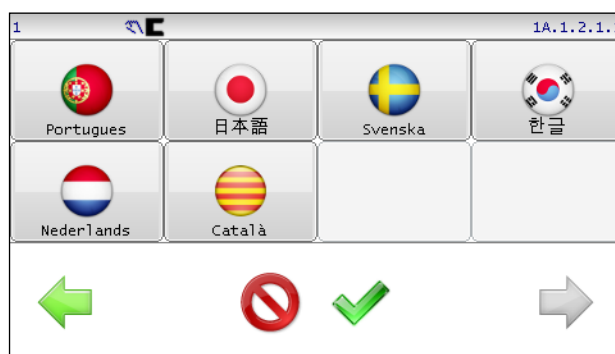 1 1A.1.2.1.
Portugues 日本語 Svenska 한글
Nederlands Català